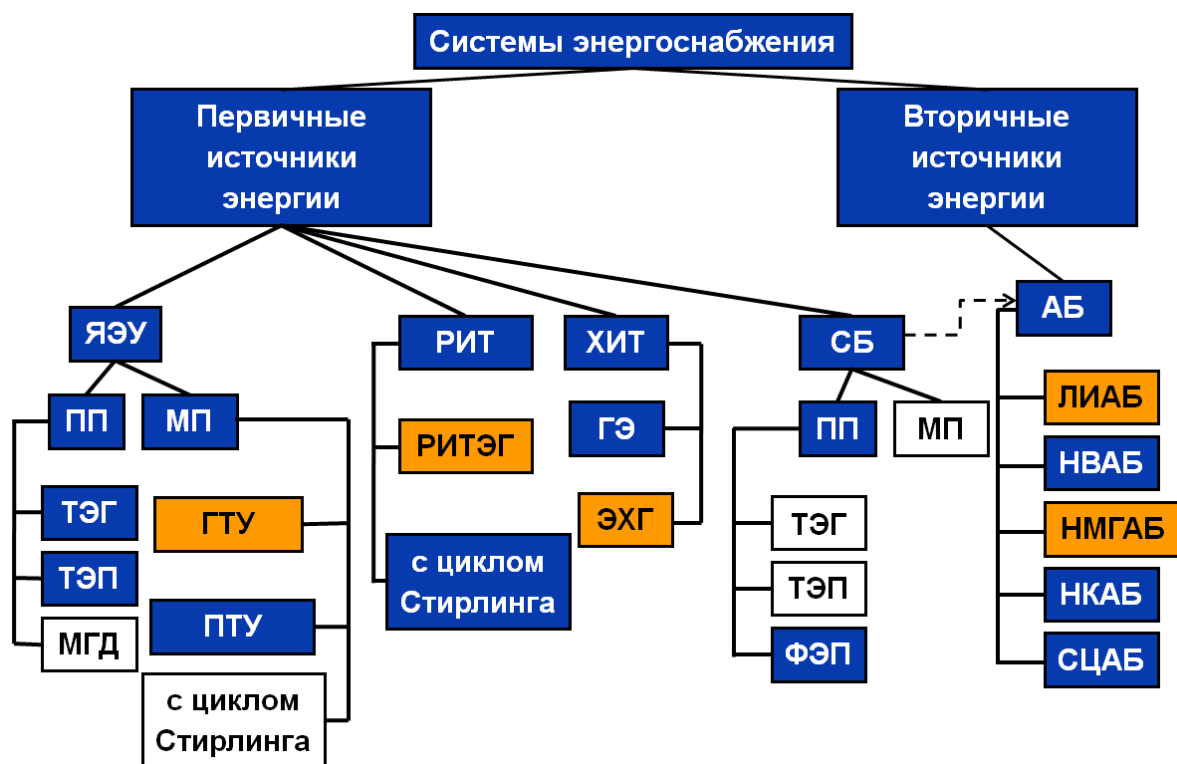 Системы энергоснабжения
Первичные
источники
энергии
Вторичные
источники
энергии
ЯЭУ
РИТ
ХИТ
СБ
АБ
ПП
МП
ТЭГ
ТЭП
МГД
ГТУ
ПТУ
с циклом
Стирлинга
РИТЭГ
с циклом
Стирлинга
ГЭ
ЭХГ
ПП
МП
ТЭГ
ТЭП
ФЭП
ЛИАБ
НВАБ
НМГАБ
НКАБ
СЦАБ